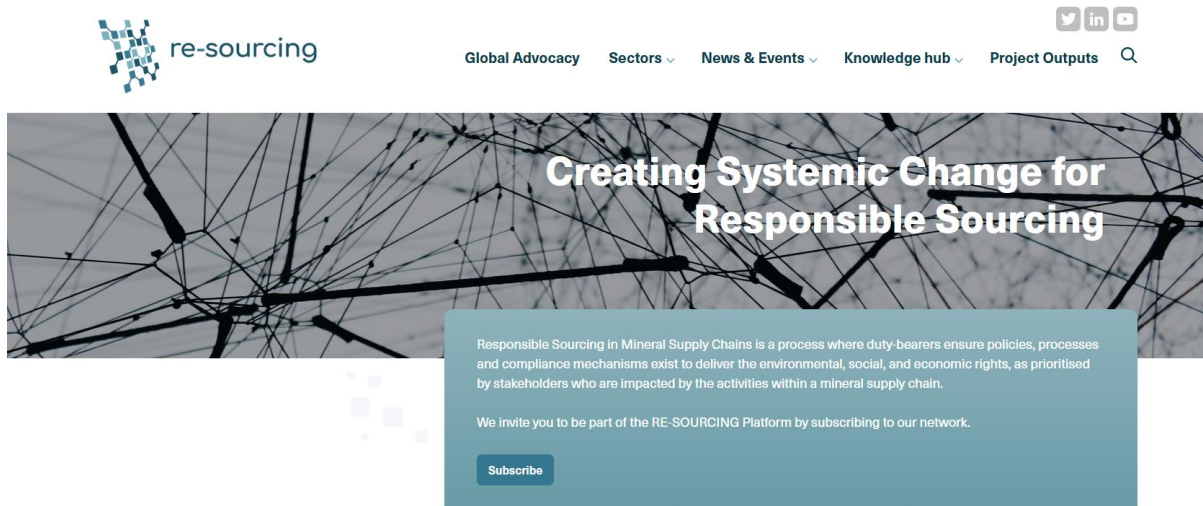 re-sourcing
Global Advocacy Sectors News & Events Knowledge hub Project Outputs
Creating Systemic Change for
Responsible Sourcing
Responsible Sourcing in Mineral Supply Chains is a process where duty-bearers ensure policies, processes
and compliance mechanisms exist to deliver the environmental, social, and economic rights, as prioritised
by stakeholders who are impacted by the activities within a mineral supply chain.
We invite you to be part of the RE-SOURCING Platform by subscribing to our network.
Subscribe